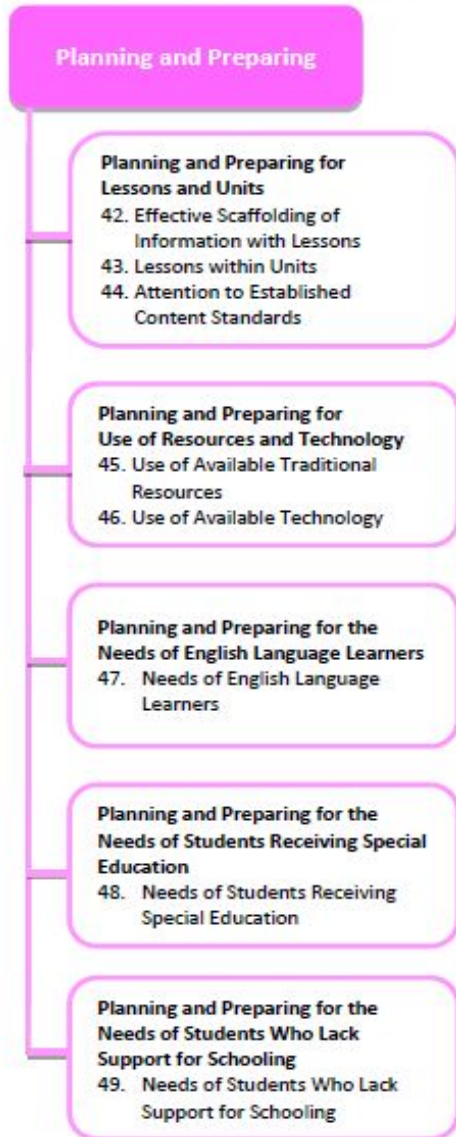 Planning and Preparing
Planning and Preparing for
Lessons and Units
42. Effective Scaffolding of
Information with Lessons
43. Lessons within Units
44. Attention to Established
Content Standards
Planning and Preparing for
Use of Resources and Technology
45. Use of Available Traditional
Resources
46. Use of Available Technology
Planning and Preparing for the
Needs of English Language Learners
47. Needs of English Language
Learners
Planning and Preparing for the
Needs of Students Receiving Special
Education
48. Needs of Students Receiving
Special Education
Planning and Preparing for the
Needs of Students Who Lack
Support for Schooling
49. Needs of Students Who Lack
Support for Schooling